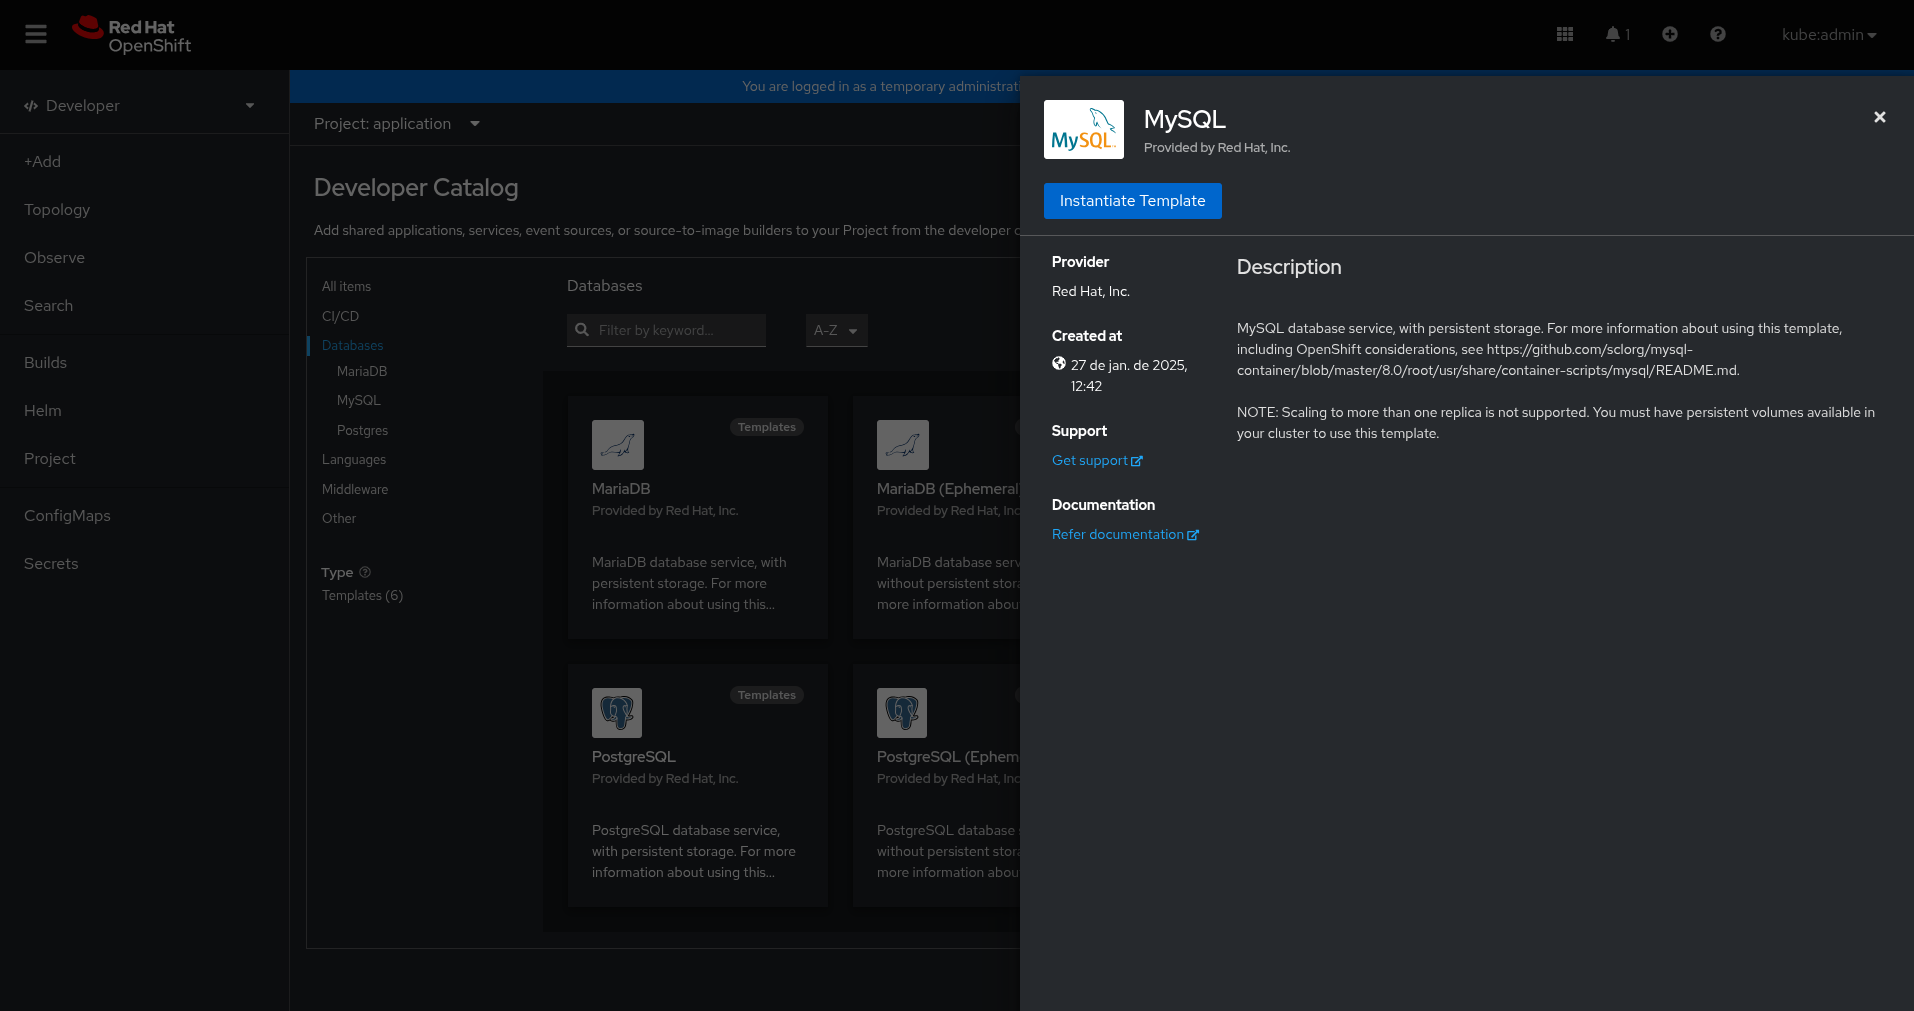 Red Hat
OpenShift
1
kube:admin
Developer
+Add
Topology
Observe
Search
Builds
Helm
Project
ConfigMaps
Secrets
You are logged in as a temporary administrat
Project: application
Developer Catalog
Add shared applications, services, event sources, or source-to-image builders to your Project from the developer c
All items
CI/CD
Databases
MariaDB
MySQL
Postgres
Languages
Middleware
Other
Type
Templates (6)
Databases
Filter by keyword...
A-Z
Templates
MariaDB
Provided by Red Hat, Inc.
MariaDB database service, with
persistent storage. For more
information about using this...
MariaDB (Ephemeral)
Provided by Red Hat, Inc
MariaDB database serv
without persistent stora
more information abou
Templates
PostgreSQL
Provided by Red Hat, Inc.
PostgreSQL database service,
with persistent storage. For more
information about using this...
PostgreSQL (Ephem
Provided by Red Hat, Inc
PostgreSQL database s
without persistent stora
more information abou
MySQL
MySQL
Provided by Red Hat, Inc.
Instantiate Template
Provider
Red Hat, Inc.
Created at
27 de jan. de 2025,
12:42
Support
Get support
Documentation
Refer documentation
Description
MySQL database service, with persistent storage. For more information about using this template,
including OpenShift considerations, see https://github.com/sclorg/mysql-
container/blob/master/8.0/root/usr/share/container-scripts/mysql/README.md.
NOTE: Scaling to more than one replica is not supported. You must have persistent volumes available in
your cluster to use this template.